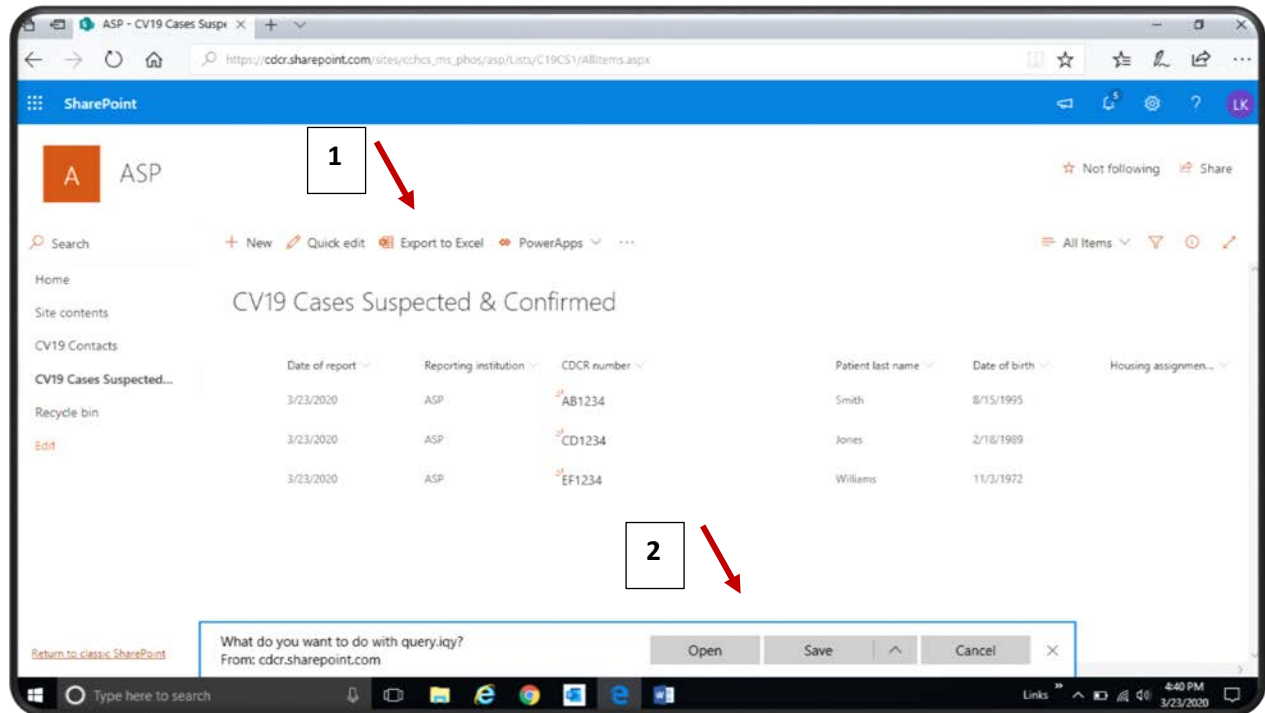 ASP - CV19 Cases Suspe
https://cdcr.sharepoint.com/sites/cchcs_ms_phos/asp/Lists/C19CS1/AllItems.aspx
SharePoint
5
?
LK
1
A
ASP
Not following
Share
Search
New
Quick edit
Export to Excel
PowerApps
...
All Items
Home
Site contents
CV19 Contacts
CV19 Cases Suspected...
Recycle bin
Edit
CV19 Cases Suspected & Confirmed
Date of report Reporting institution CDCR number Patient last name Date of birth Housing assignmen...
3/23/2020 ASP AB1234 Smith 8/15/1995
3/23/2020 ASP CD1234 Jones 2/18/1989
3/23/2020 ASP EF1234 Williams 11/3/1972
2
What do you want to do with query.iqy?
From: cdcr.sharepoint.com
Open
Save
Cancel
Return to classic SharePoint
Type here to search
Links
4:40 PM
3/23/2020